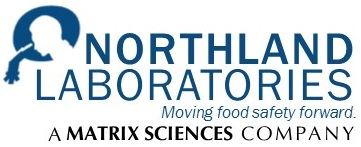 NORTHLAND
LABORATORIES
Moving food safety forward.
A MATRIX SCIENCES COMPANY